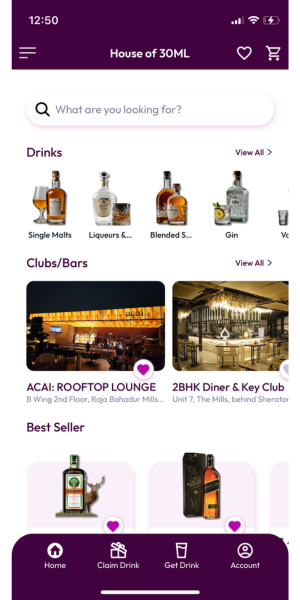 12:50
House of 30ML
What are you looking for?
Drinks
View All >
Single Malts
Liqueurs &...
Blended S...
Gin
Clubs/Bars
View All >
acai
ACAI: ROOFTOP LOUNGE
2BHK Diner & Key Club
B Wing 2nd Floor, Raja Bahadur Mills...
Unit 7, The Mills, behind Sheraton
Best Seller
Home
Claim Drink
Get Drink
Account